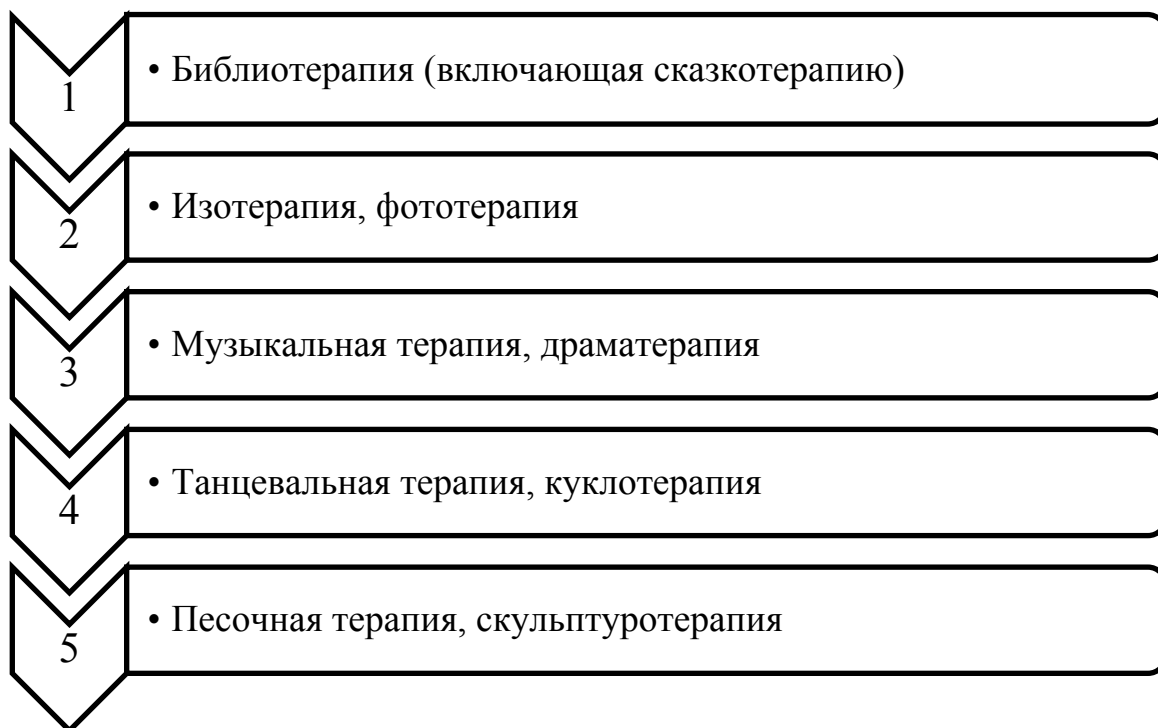 1
• Библиотерапия (включающая сказкотерапию)
2
• Изотерапия, фототерапия
3
• Музыкальная терапия, драматерапия
4
• Танцевальная терапия, куклотерапия
5
• Песочная терапия, скульптуротерапия